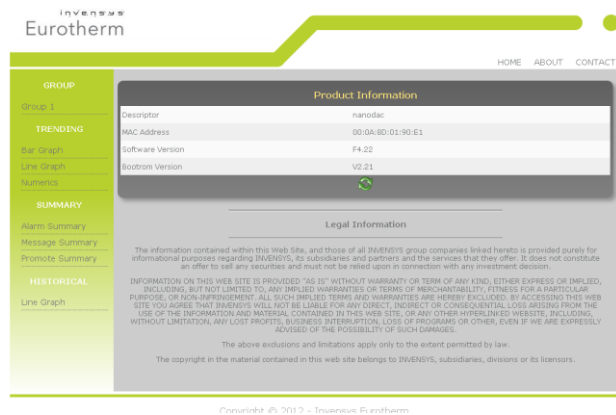 invensys
Eurotherm
HOME ABOUT CONTACT
GROUP
Group 1
TRENDING
Bar Graph
Line Graph
Numerics
SUMMARY
Alarm Summary
Message Summary
Promote Summary
HISTORICAL
Line Graph
Product Information
Descriptor nanodac
MAC Address 00:0A:8D:01:90:E1
Software Version F4.22
Bootrom Version V2.21
Legal Information
The information contained within this Web Site, and those of all INVENSYS group companies linked hereto is provided purely for
informational purposes regarding INVENSYS, its subsidiaries and partners and the services that they offer. It does not constitute
an offer to sell any securities and must not be relied upon in connection with any investment decision.
INFORMATION ON THIS WEB SITE IS PROVIDED "AS IS" WITHOUT WARRANTY OR TERM OF ANY KIND, EITHER EXPRESS OR IMPLIED,
INCLUDING, BUT NOT LIMITED TO, ANY IMPLIED WARRANTIES OR TERMS OF MERCHANTABILITY, FITNESS FOR A PARTICULAR
PURPOSE, OR NON-INFRINGEMENT. ALL SUCH IMPLIED TERMS AND WARRANTIES ARE HEREBY EXCLUDED. BY ACCESSING THIS WEB
SITE YOU AGREE THAT INVENSYS WILL NOT BE LIABLE FOR ANY DIRECT, INDIRECT OR CONSEQUENTIAL LOSS ARISING FROM THE
USE OF THE INFORMATION AND MATERIAL CONTAINED IN THIS WEB SITE, OR ANY OTHER HYPERLINKED WEBSITE, INCLUDING,
WITHOUT LIMITATION, ANY LOST PROFITS, BUSINESS INTERRUPTION, LOSS OF PROGRAMS OR OTHER, EVEN IF WE ARE EXPRESSLY
ADVISED OF THE POSSIBILITY OF SUCH DAMAGES.
The above exclusions and limitations apply only to the extent permitted by law.
The copyright in the material contained in this web site belongs to INVENSYS, subsidiaries, divisions or its licensors.
Copyright © 2012 - Invensys Eurotherm